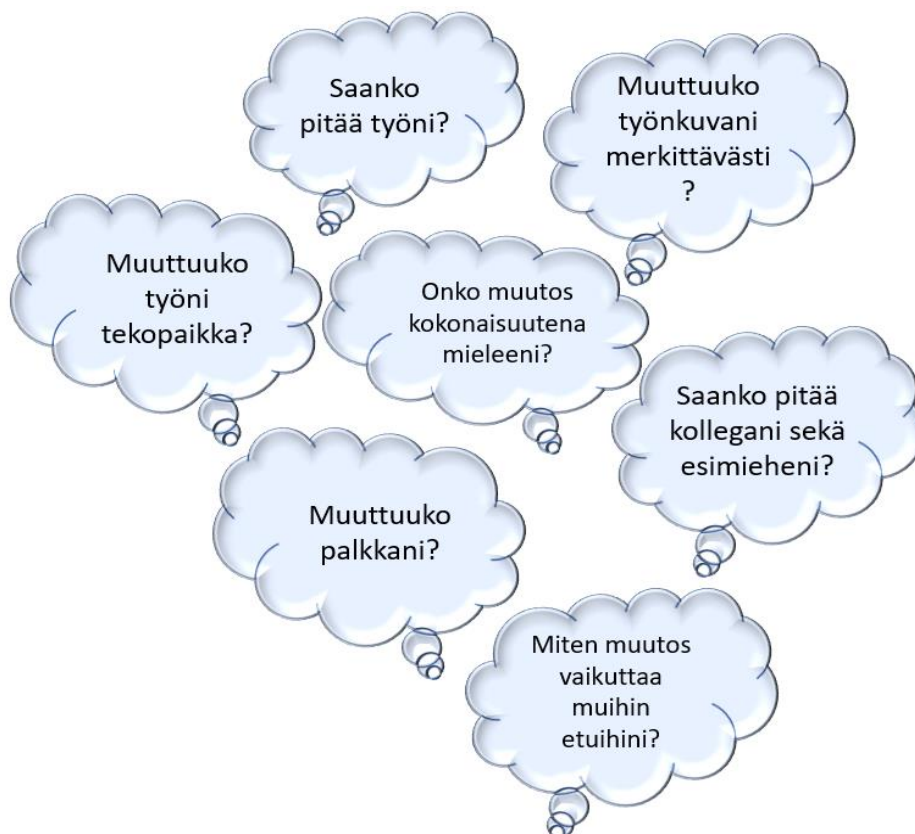 Saanko
pitää työni?
Muuttuuko
työnkuvani
merkittävästi
?
Muuttuuko
työni
tekopaikka?
Onko muutos
kokonaisuutena
mieleeni?
Saanko pitää
kollegani sekä
esimieheni?
Muuttuuko
palkkani?
Miten muutos
vaikuttaa
muihin
etuihini?